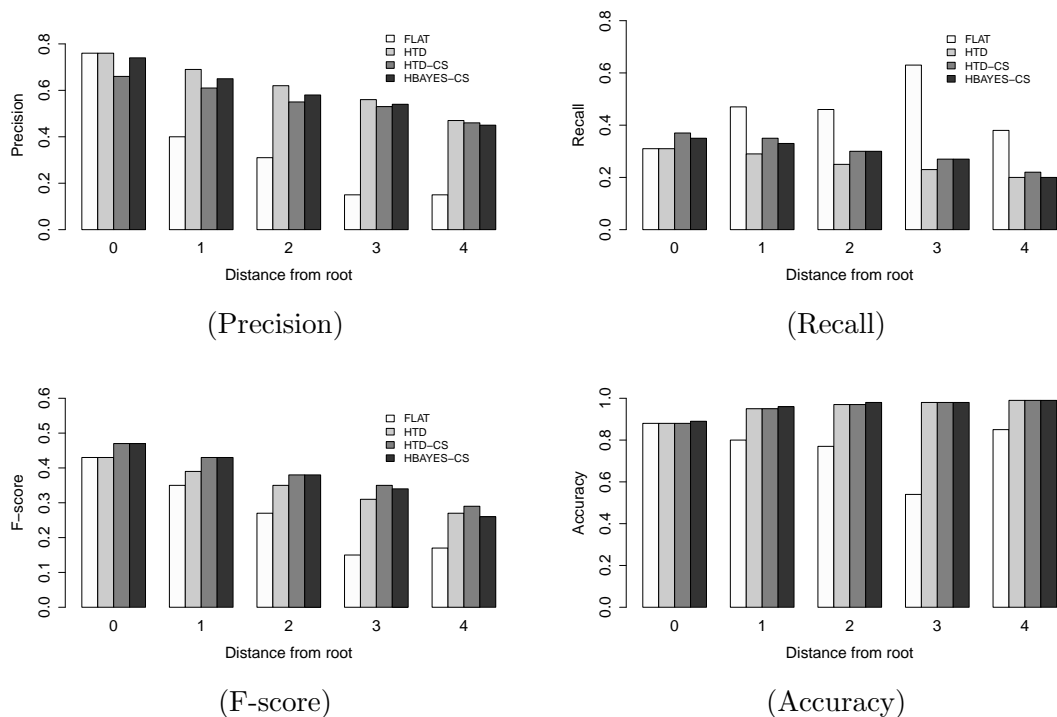 Precision
0.0 0.2 0.4 0.6 0.8
FLAT
HTD
HTD−CS
HBAYES−CS
0 1 2 3 4
Distance from root
(Precision)
Recall
0.0 0.2 0.4 0.6 0.8
FLAT
HTD
HTD−CS
HBAYES−CS
0 1 2 3 4
Distance from root
(Recall)
F−score
0.0 0.1 0.2 0.3 0.4 0.5 0.6
FLAT
HTD
HTD−CS
HBAYES−CS
0 1 2 3 4
Distance from root
(F-score)
Accuracy
0.0 0.2 0.4 0.6 0.8 1.0
0 1 2 3 4
Distance from root
(Accuracy)